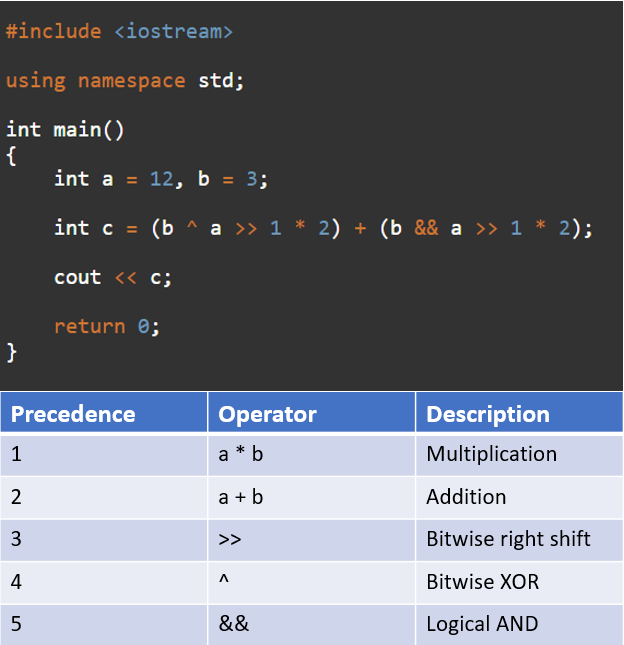 #include <iostream>
using namespace std;
int main()
{
    int a = 12, b = 3;
    int c = (b ^ a >> 1 * 2) + (b && a >> 1 * 2);
    cout << c;
    return 0;
}
Precedence Operator Description
1 a * b Multiplication
2 a + b Addition
3 >> Bitwise right shift
4 ^ Bitwise XOR
5 && Logical AND